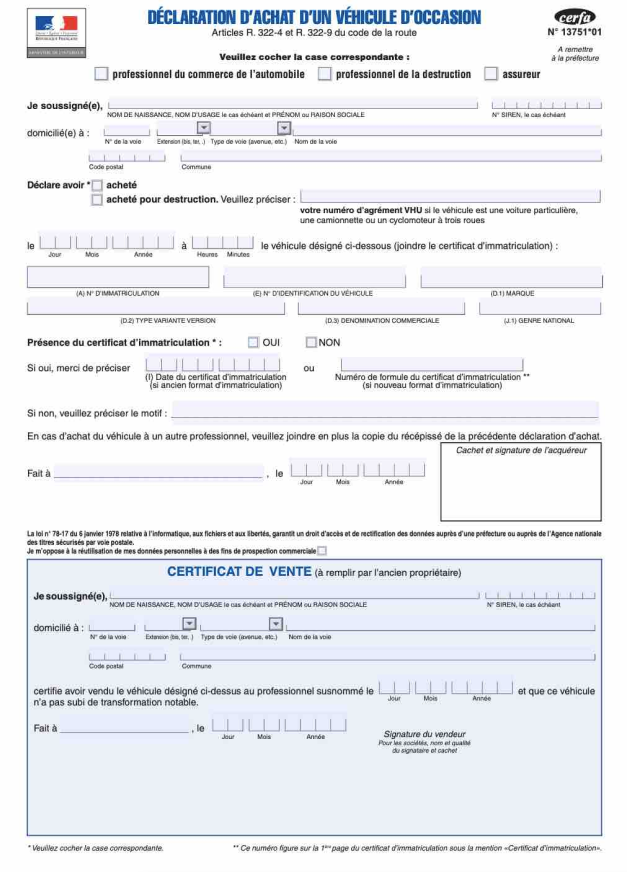 DÉCLARATION D'ACHAT D'UN VÉHICULE D'OCCASION
Articles R. 322-4 et R. 322-9 du code de la route
cerfa
N° 13751*01
RÉPUBLIQUE FRANÇAISE
MINISTÈRE DE L'INTÉRIEUR
A remettre
à la préfecture
Veuillez cocher la case correspondante :
professionnel du commerce de l'automobile professionnel de la destruction assureur
Je soussigné(e),
NOM DE NAISSANCE, NOM D'USAGE le cas échéant et PRÉNOM ou RAISON SOCIALE N° SIREN, le cas échéant
domicilié(e) à :
N° de la voie Extension (bis, ter, .) Type de voie (avenue, etc.) Nom de la voie
Code postal Commune
Déclare avoir * acheté
acheté pour destruction. Veuillez préciser :
votre numéro d'agrément VHU si le véhicule est une voiture particulière,
une camionnette ou un cyclomoteur à trois roues
le à le véhicule désigné ci-dessous (joindre le certificat d'immatriculation) :
Jour Mois Année Heures Minutes
(A) N° D'IMMATRICULATION (E) N° D'IDENTIFICATION DU VÉHICULE (D.1) MARQUE
(D.2) TYPE VARIANTE VERSION (D.3) DENOMINATION COMMERCIALE (J.1) GENRE NATIONAL
Présence du certificat d'immatriculation * : OUI NON
Si oui, merci de préciser ou
(I) Date du certificat d'immatriculation Numéro de formule du certificat d'immatriculation **
(si ancien format d'immatriculation) (si nouveau format d'immatriculation)
Si non, veuillez préciser le motif :
En cas d'achat du véhicule à un autre professionnel, veuillez joindre en plus la copie du récépissé de la précédente déclaration d'achat.
Cachet et signature de l'acquéreur
Fait à , le
Jour Mois Année
La loi n° 78-17 du 6 janvier 1978 relative à l'informatique, aux fichiers et aux libertés, garantit un droit d'accès et de rectification des données auprès d'une préfecture ou auprès de l'Agence nationale
des titres sécurisés par voie postale.
Je m'oppose à la réutilisation de mes données personnelles à des fins de prospection commerciale
CERTIFICAT DE VENTE (à remplir par l'ancien propriétaire)
Je soussigné(e),
NOM DE NAISSANCE, NOM D'USAGE le cas échéant et PRÉNOM ou RAISON SOCIALE N° SIREN, le cas échéant
domicilié à :
N° de la voie Extension (bis, ter, .) Type de voie (avenue, etc.) Nom de la voie
Code postal Commune
certifie avoir vendu le véhicule désigné ci-dessus au professionnel susnommé le et que ce véhicule
Jour Mois Année
n'a pas subi de transformation notable.
Fait à , le
Jour Mois Année
Signature du vendeur
Pour les sociétés, nom et qualité
du signataire et cachet
* Veuillez cocher la case correspondante. ** Ce numéro figure sur la 1ère page du certificat d'immatriculation sous la mention «Certificat d'immatriculation».